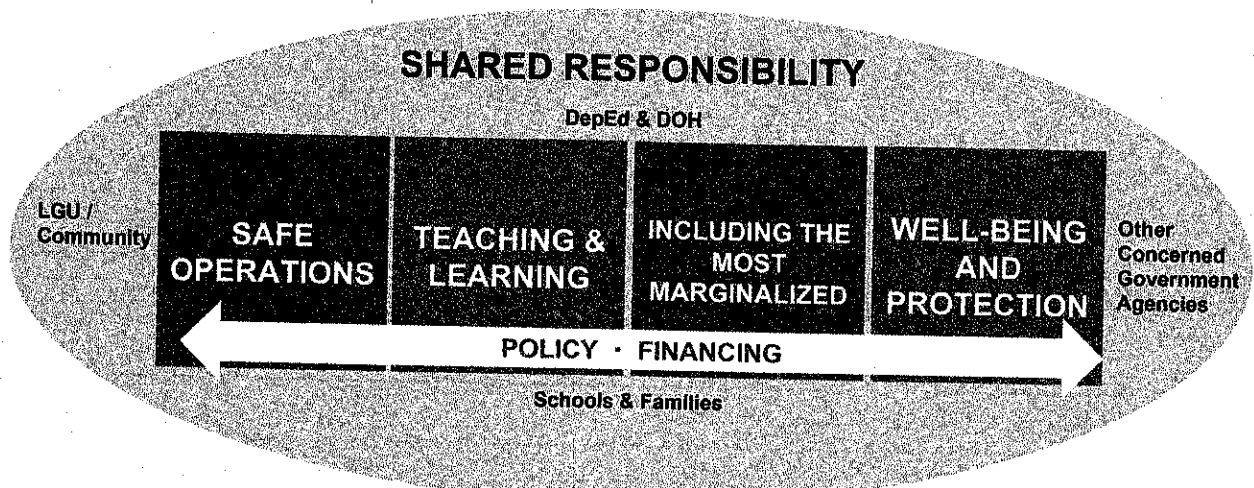 SHARED RESPONSIBILITY
DepEd & DOH
LGU /
Community
SAFE
OPERATIONS
TEACHING &
LEARNING
INCLUDING THE
MOST
MARGINALIZED
WELL-BEING
AND
PROTECTION
Other
Concerned
Government
Agencies
POLICY · FINANCING
Schools & Families